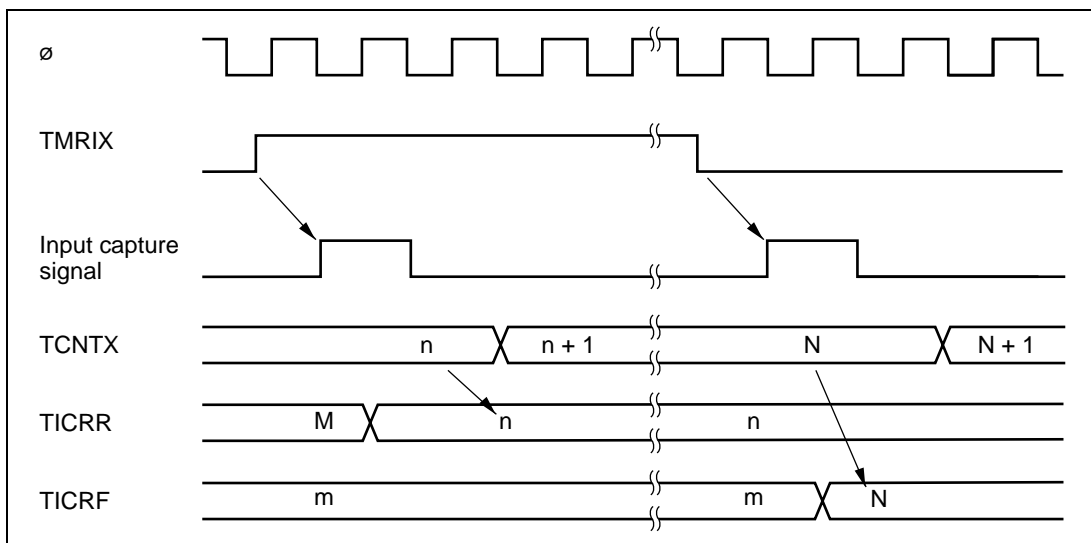 ø
TMRIX
Input capture
signal
TCNTX n n + 1 N N + 1
TICRR M n n
TICRF m m N